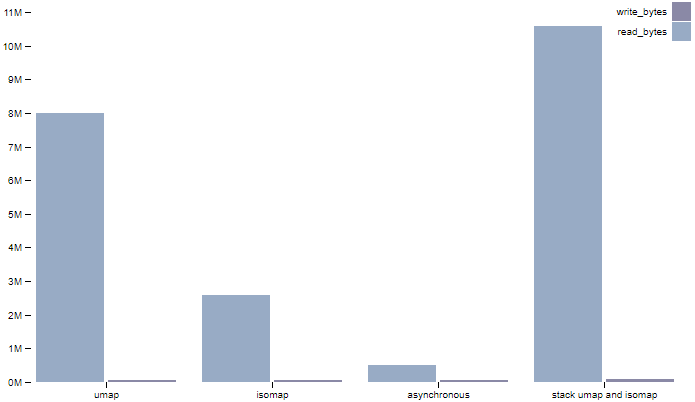 write_bytes
read_bytes
11M
10M
9M
8M
7M
6M
5M
4M
3M
2M
1M
0M
umap
isomap
asynchronous
stack umap and isomap